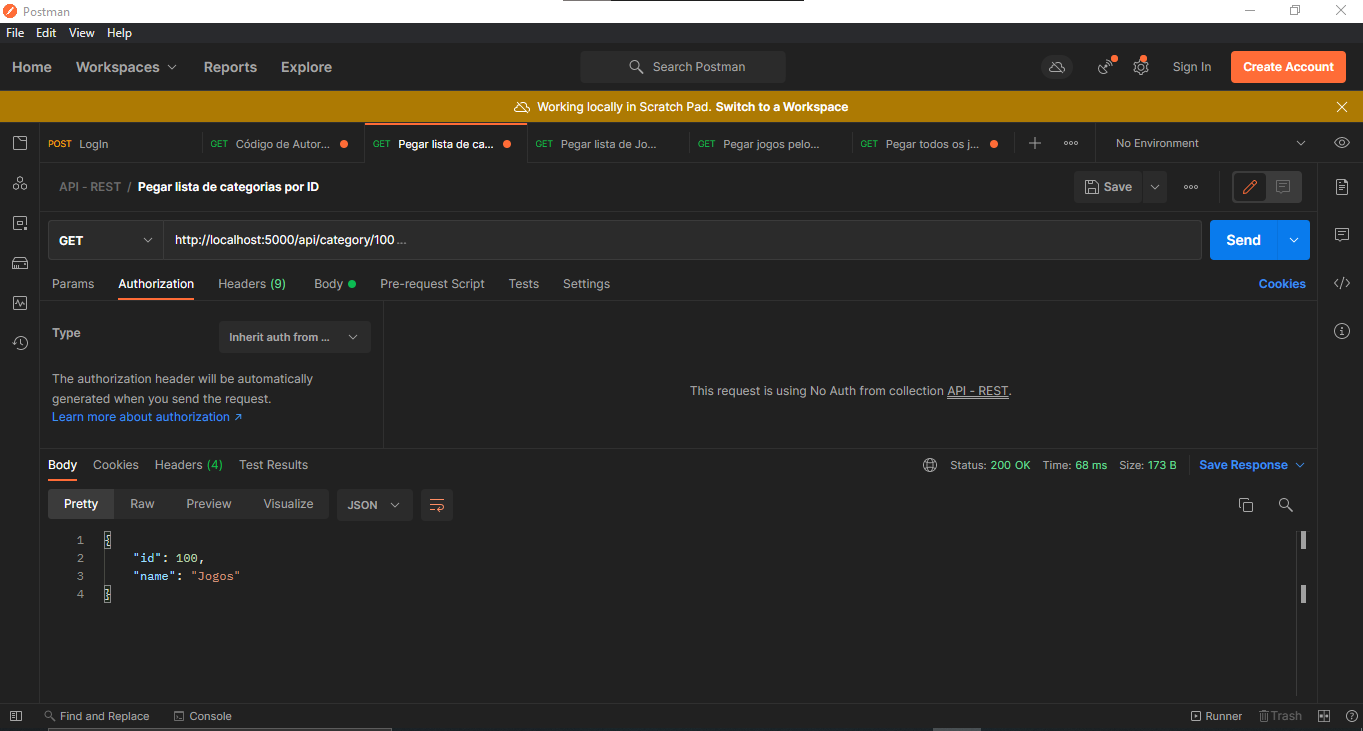 Postman
File Edit View Help
Home Workspaces Reports Explore Search Postman Sign In Create Account
Working locally in Scratch Pad. Switch to a Workspace
POST LogIn GET Código de Autor... GET Pegar lista de ca... GET Pegar lista de Jo... GET Pegar jogos pelo... GET Pegar todos os j... No Environment
API - REST / Pegar lista de categorias por ID Save
GET http://localhost:5000/api/category/100 ... Send
Params Authorization Headers (9) Body Pre-request Script Tests Settings Cookies
Type Inherit auth from ...
The authorization header will be automatically
generated when you send the request.
Learn more about authorization ↗
This request is using No Auth from collection API - REST.
Body Cookies Headers (4) Test Results Status: 200 OK Time: 68 ms Size: 173 B Save Response
Pretty Raw Preview Visualize JSON
1 {
2 "id": 100,
3 "name": "Jogos"
4 }
Find and Replace Console Runner Trash